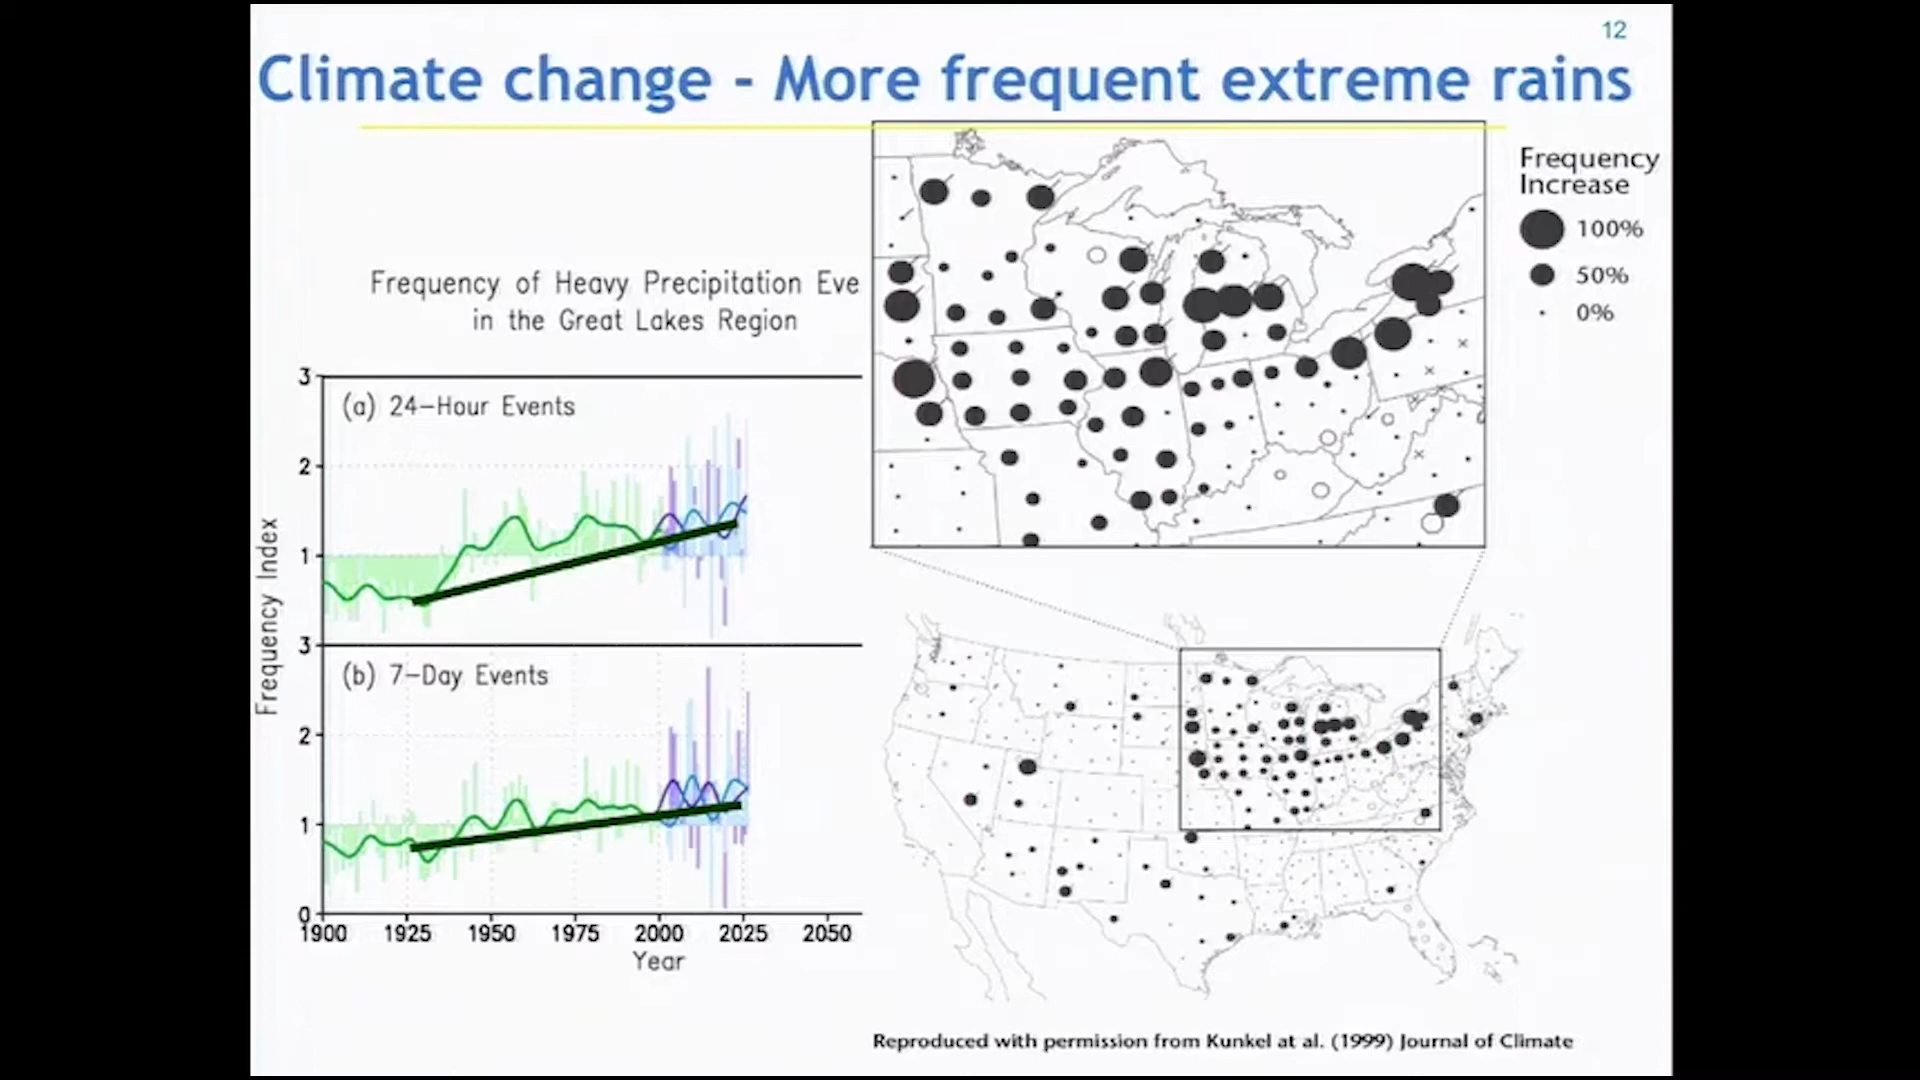 12
Climate change - More frequent extreme rains
Frequency of Heavy Precipitation Eve
in the Great Lakes Region
3
(a) 24-Hour Events
2
1
3
(b) 7-Day Events
2
1
0
Frequency Index
1900 1925 1950 1975 2000 2025 2050
Year
Frequency
Increase
100%
50%
0%
Reproduced with permission from Kunkel at al. (1999) Journal of Climate